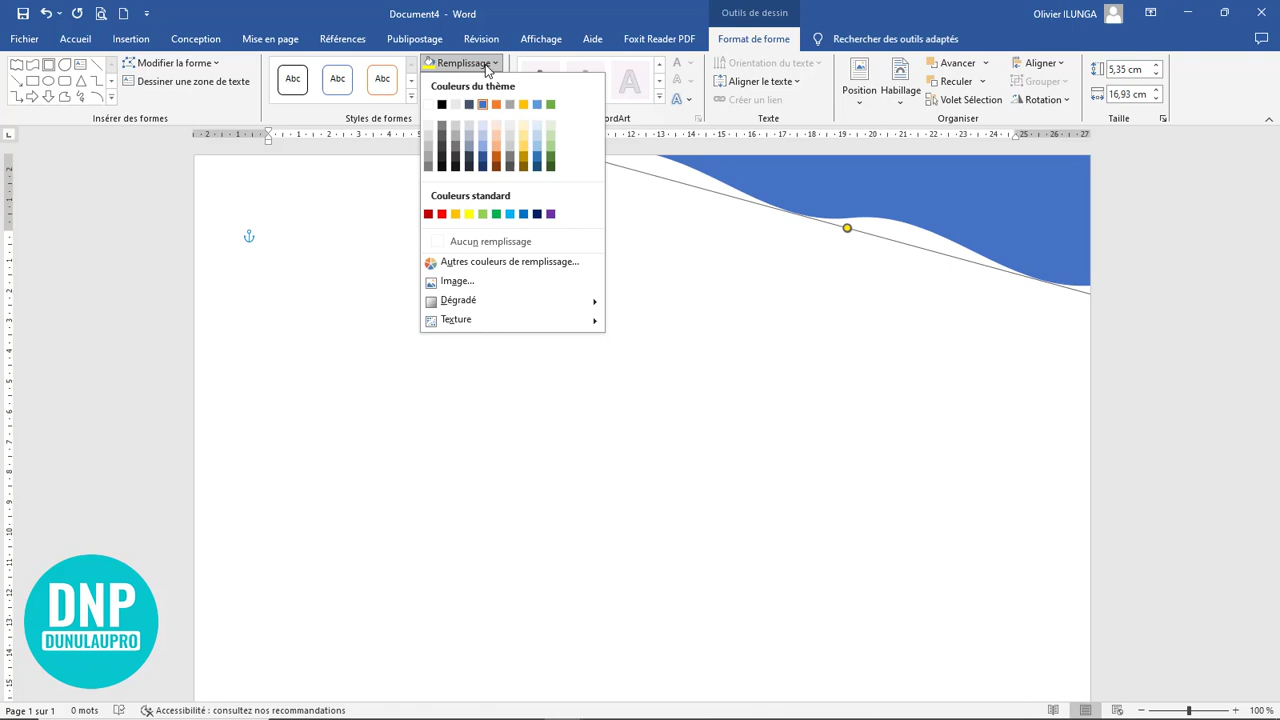 Document4 - Word
Outils de dessin
Olivier ILUNGA
Fichier Accueil Insertion Conception Mise en page Références Publipostage Révision Affichage Aide Foxit Reader PDF Format de forme Rechercher des outils adaptés
Modifier la forme
Dessiner une zone de texte
Insérer des formes
Abc Abc Abc
Styles de formes
Remplissage
Couleurs du thème
Couleurs standard
Aucun remplissage
Autres couleurs de remplissage...
Image...
Dégradé
Texture
Orientation du texte
Aligner le texte
Créer un lien
Texte
Position
Habillage
Avancer
Reculer
Volet Sélection
Aligner
Grouper
Rotation
Organiser
5,35 cm
16,93 cm
Taille
DNP
DUNULAUPRO
Page 1 sur 1 0 mots Accessibilité : consultez nos recommandations 100 %